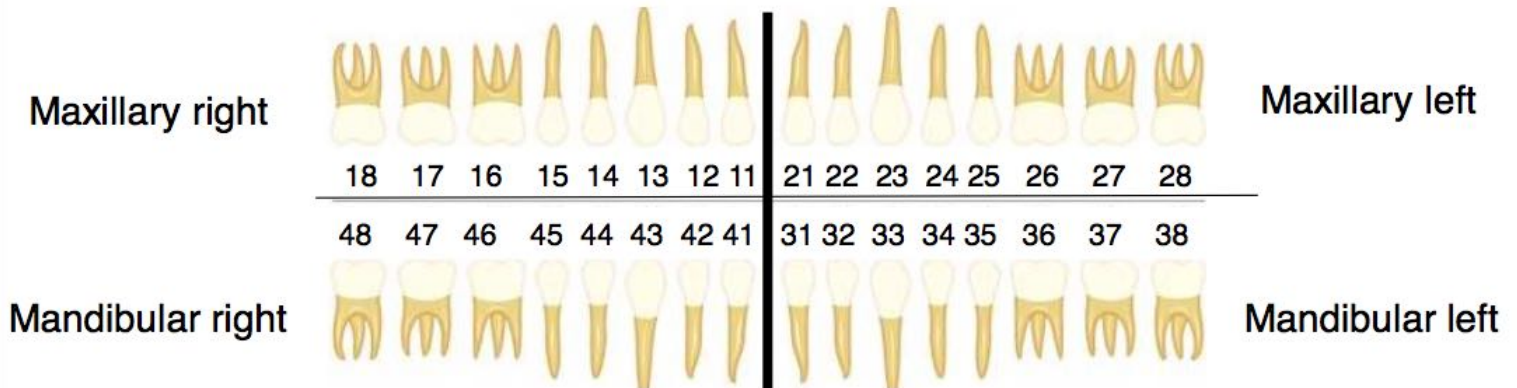 Maxillary right
Maxillary left
18 17 16 15 14 13 12 11 21 22 23 24 25 26 27 28
48 47 46 45 44 43 42 41 31 32 33 34 35 36 37 38
Mandibular right
Mandibular left